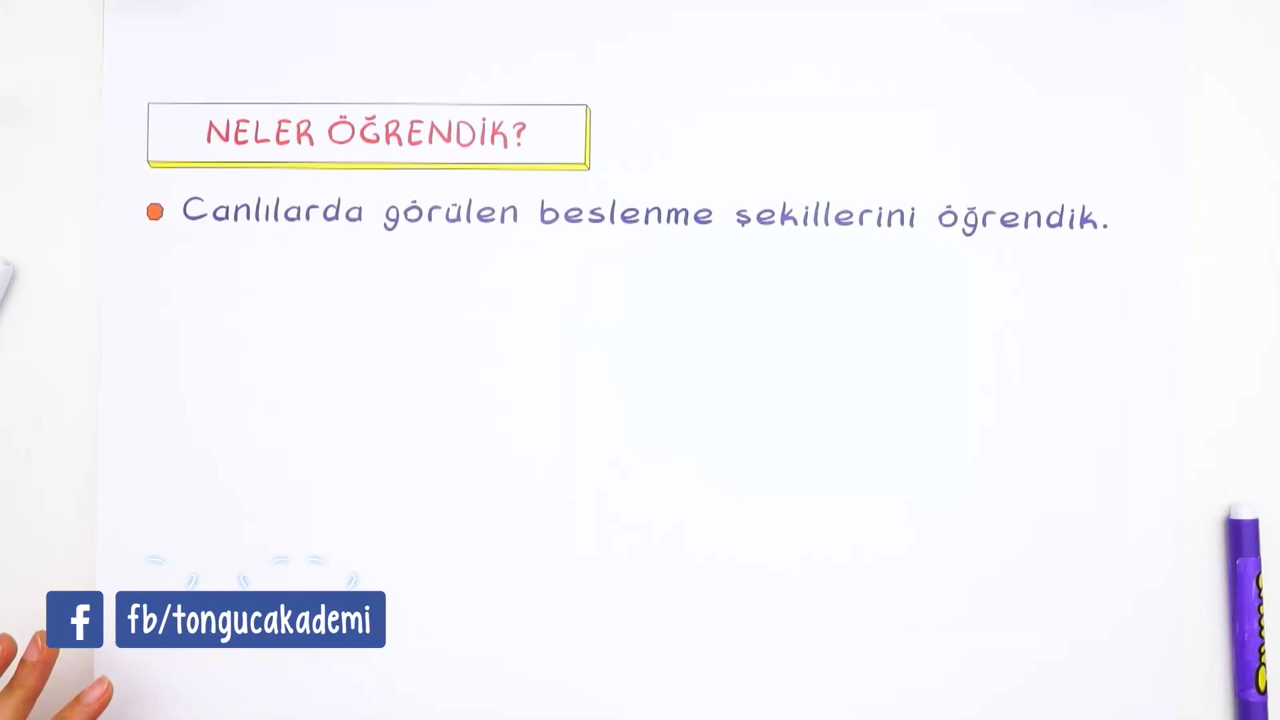 NELER ÖĞRENDİK?
Canlılarda görülen beslenme şekillerini öğrendik.
f fb/tongucakademi